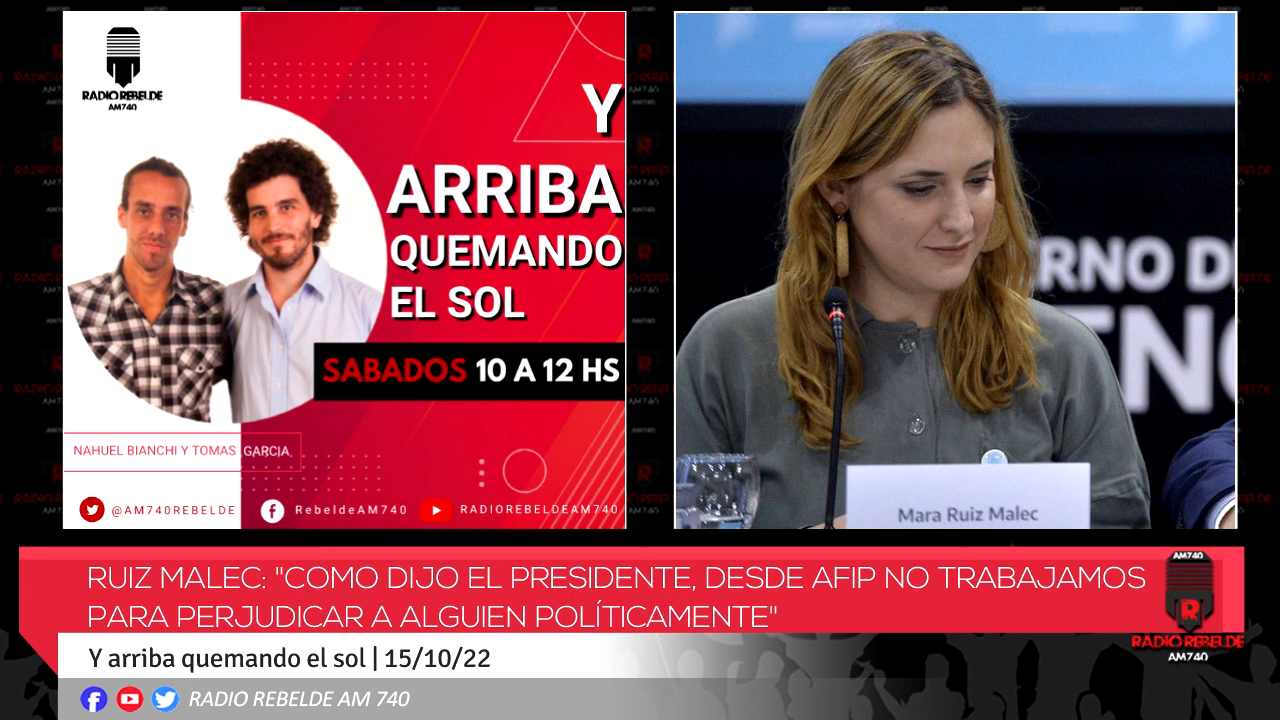 RADIO REBELDE
AM740
Y
ARRIBA
QUEMANDO
EL SOL
SABADOS 10 A 12 HS
NAHUEL BIANCHI Y TOMAS GARCIA
@AM740REBELDE
RebeldeAM740
RADIOREBELDEAM740
RNO D
Mara Ruiz Malec
RUIZ MALEC: "COMO DIJO EL PRESIDENTE, DESDE AFIP NO TRABAJAMOS
PARA PERJUDICAR A ALGUIEN POLÍTICAMENTE"
AM740
R
RADIO REBELDE
AM740
Y arriba quemando el sol | 15/10/22
RADIO REBELDE AM 740